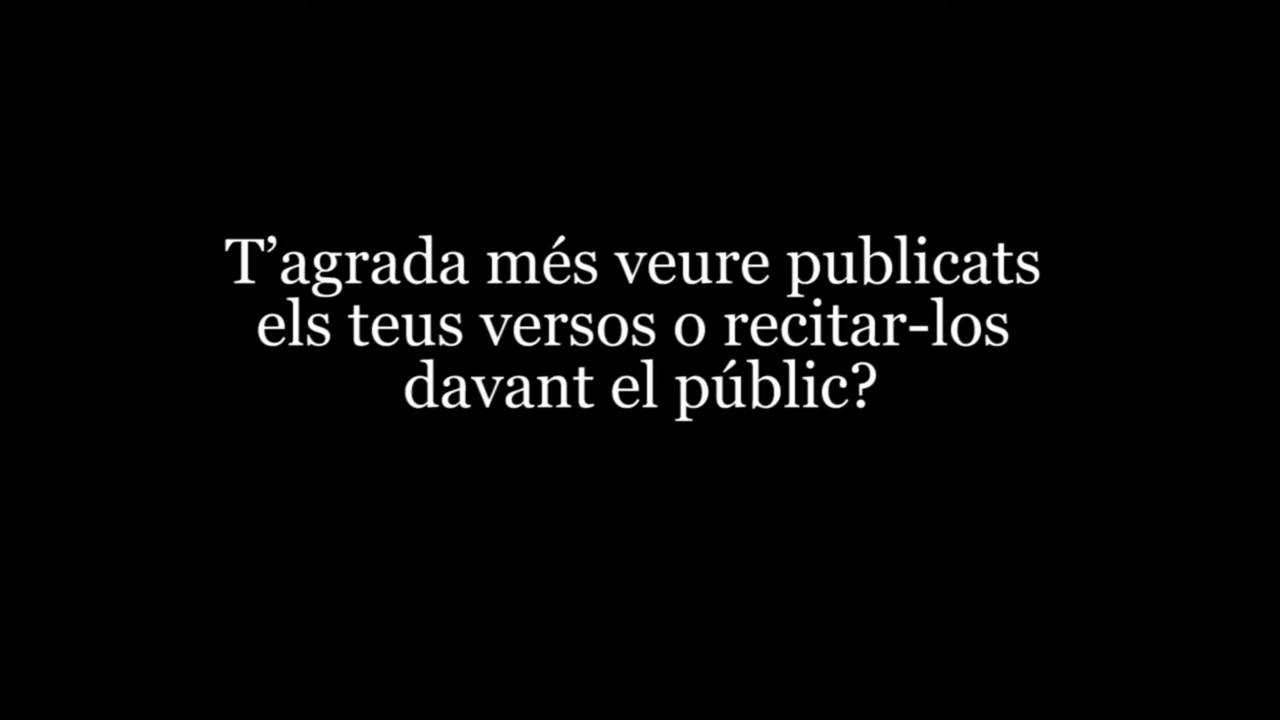 T’agrada més veure publicats
els teus versos o recitar-los
davant el públic?